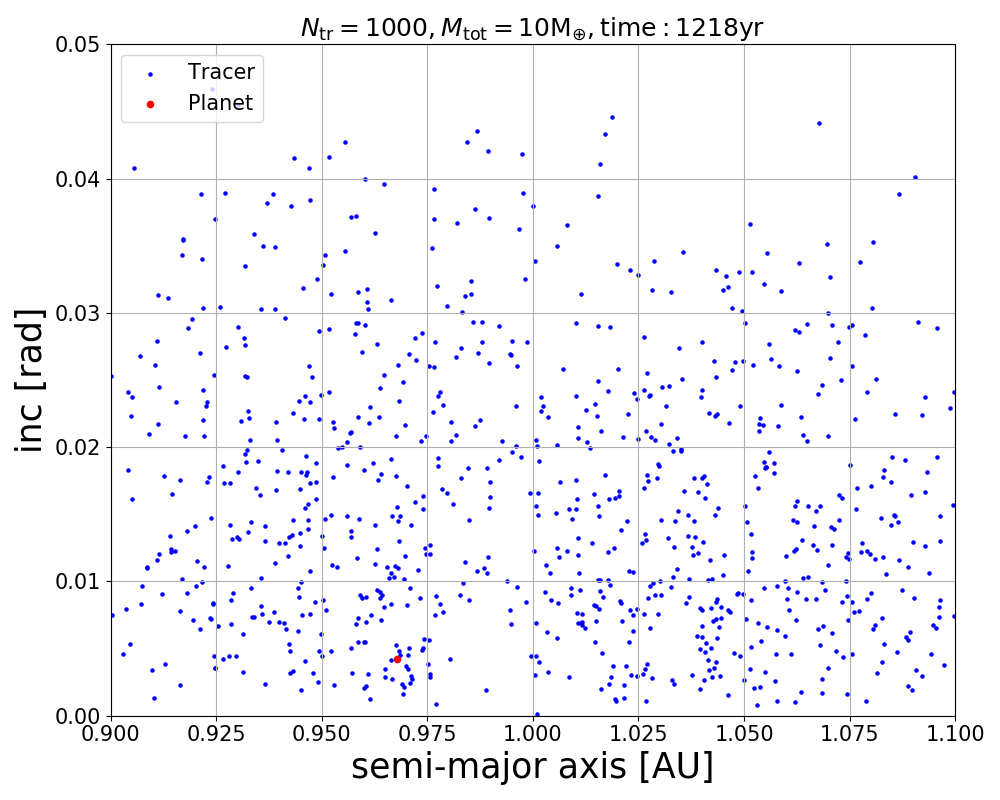 N_tr = 1000, M_tot = 10M_⊕, time : 1218yr
0.05
Tracer
Planet
0.04
0.03
inc [rad]
0.02
0.01
0.00
0.900 0.925 0.950 0.975 1.000 1.025 1.050 1.075 1.100
semi-major axis [AU]